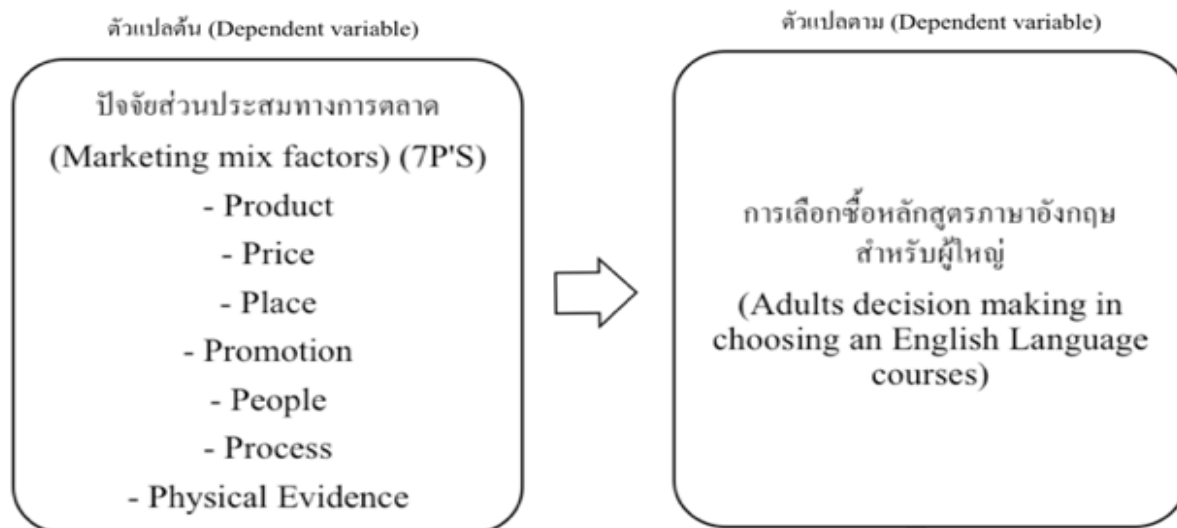 ตัวแปลต้น (Dependent variable)
ปัจจัยส่วนประสมทางการตลาด
(Marketing mix factors) (7P'S)
- Product
- Price
- Place
- Promotion
- People
- Process
- Physical Evidence
ตัวแปลตาม (Dependent variable)
การเลือกซื้อหลักสูตรภาษาอังกฤษ
สำหรับผู้ใหญ่
(Adults decision making in
choosing an English Language
courses)